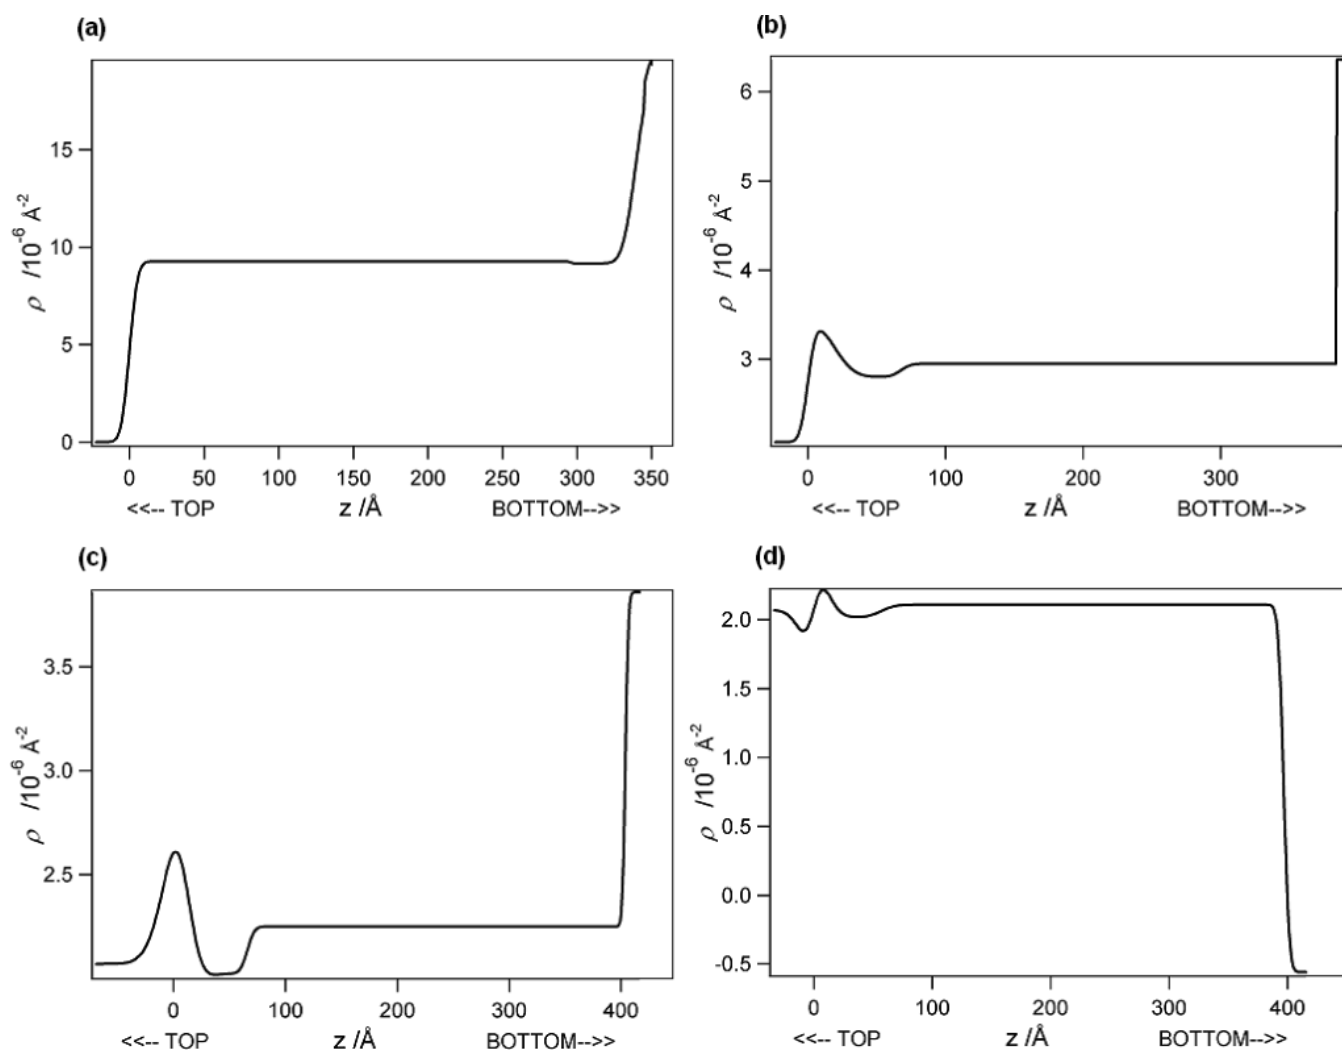 (a)
15
10
5
0
ρ /10⁻⁶ Å⁻²
0 50 100 150 200 250 300 350
<<-- TOP z /Å BOTTOM-->>
(b)
6
5
4
3
ρ /10⁻⁶ Å⁻²
0 100 200 300
<<-- TOP z /Å BOTTOM-->>
(c)
3.5
3.0
2.5
ρ /10⁻⁶ Å⁻²
0 100 200 300 400
<<-- TOP z /Å BOTTOM-->>
(d)
2.0
1.5
1.0
0.5
0.0
-0.5
ρ /10⁻⁶ Å⁻²
0 100 200 300 400
<<-- TOP z /Å BOTTOM-->>